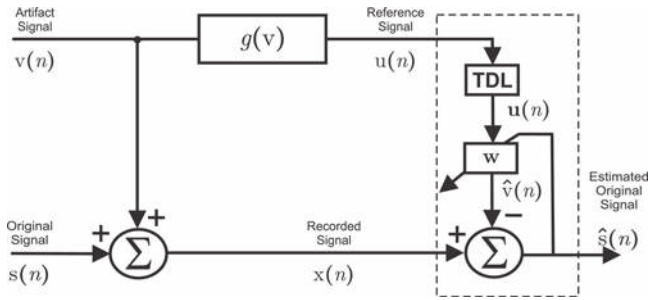 Artifact
Signal
v(n)
g(v)
Reference
Signal
u(n)
TDL
u(n)
w
v̂(n)
Estimated
Original
Signal
+
+
−
Original
Signal
Σ
Recorded
Signal
+
Σ
s(n)
x(n)
ŝ(n)